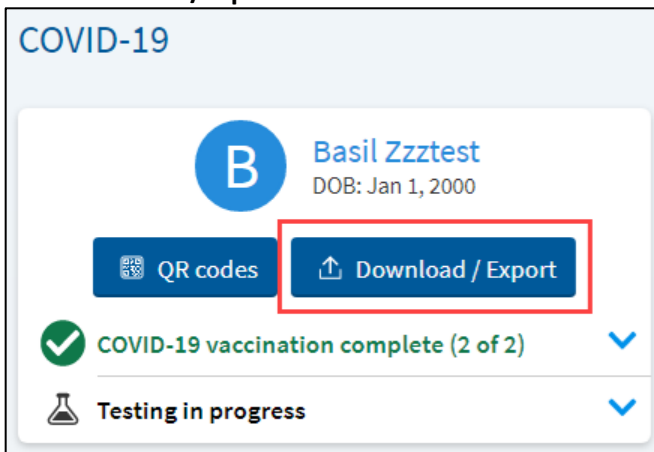 COVID-19
B
Basil Zzztest
DOB: Jan 1, 2000
QR codes
Download / Export
COVID-19 vaccination complete (2 of 2)
Testing in progress